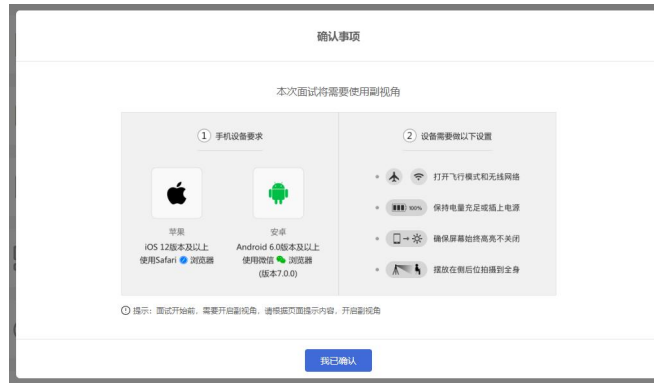 确认事项
本次面试将需要使用副视角
1 手机设备要求
苹果
iOS 12版本及以上
使用Safari 浏览器
安卓
Android 6.0版本及以上
使用微信 浏览器
(版本7.0.0)
2 设备需要做以下设置
打开飞行模式和无线网络
100% 保持电量充足或插上电源
确保屏幕始终高亮不关闭
摆放在侧后位拍摄到全身
提示：面试开始前，需要开启副视角，请根据页面提示内容，开启副视角
我已确认